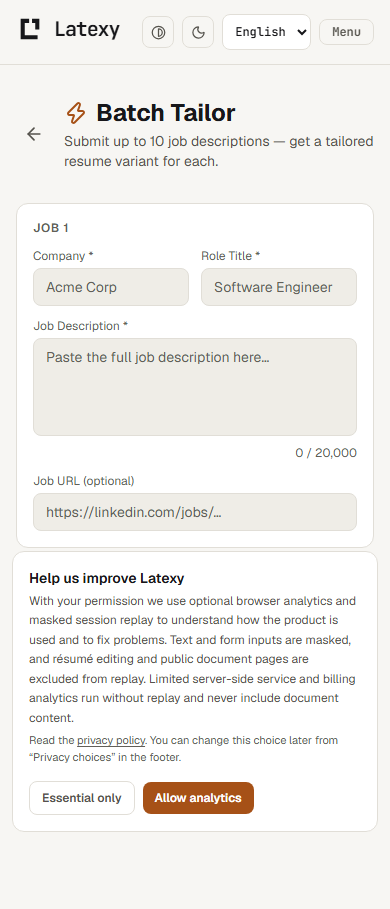 Latexy
English
Menu
Batch Tailor
Submit up to 10 job descriptions — get a tailored
resume variant for each.
JOB 1
Company *
Role Title *
Acme Corp
Software Engineer
Job Description *
Paste the full job description here…
0 / 20,000
Job URL (optional)
https://linkedin.com/jobs/…
Help us improve Latexy
With your permission we use optional browser analytics and
masked session replay to understand how the product is
used and to fix problems. Text and form inputs are masked,
and résumé editing and public document pages are
excluded from replay. Limited server-side service and billing
analytics run without replay and never include document
content.
Read the privacy policy. You can change this choice later from
“Privacy choices” in the footer.
Essential only
Allow analytics